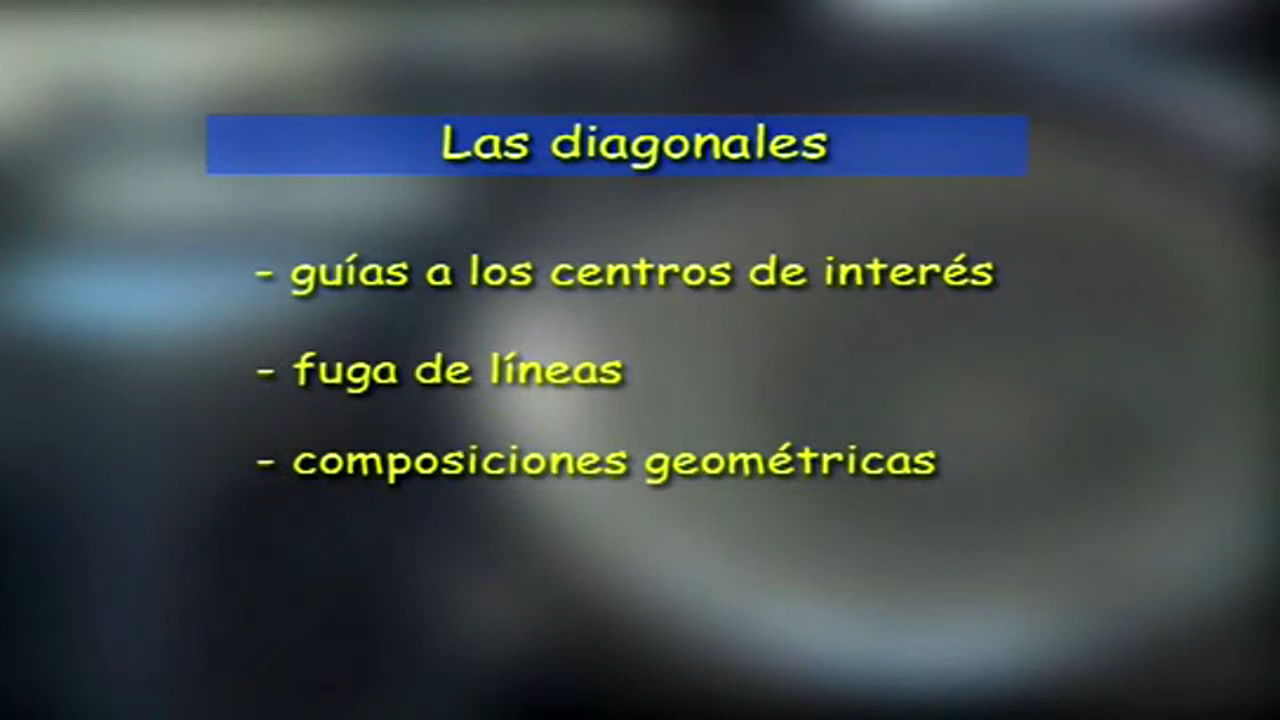 Las diagonales
- guías a los centros de interés
- fuga de líneas
- composiciones geométricas